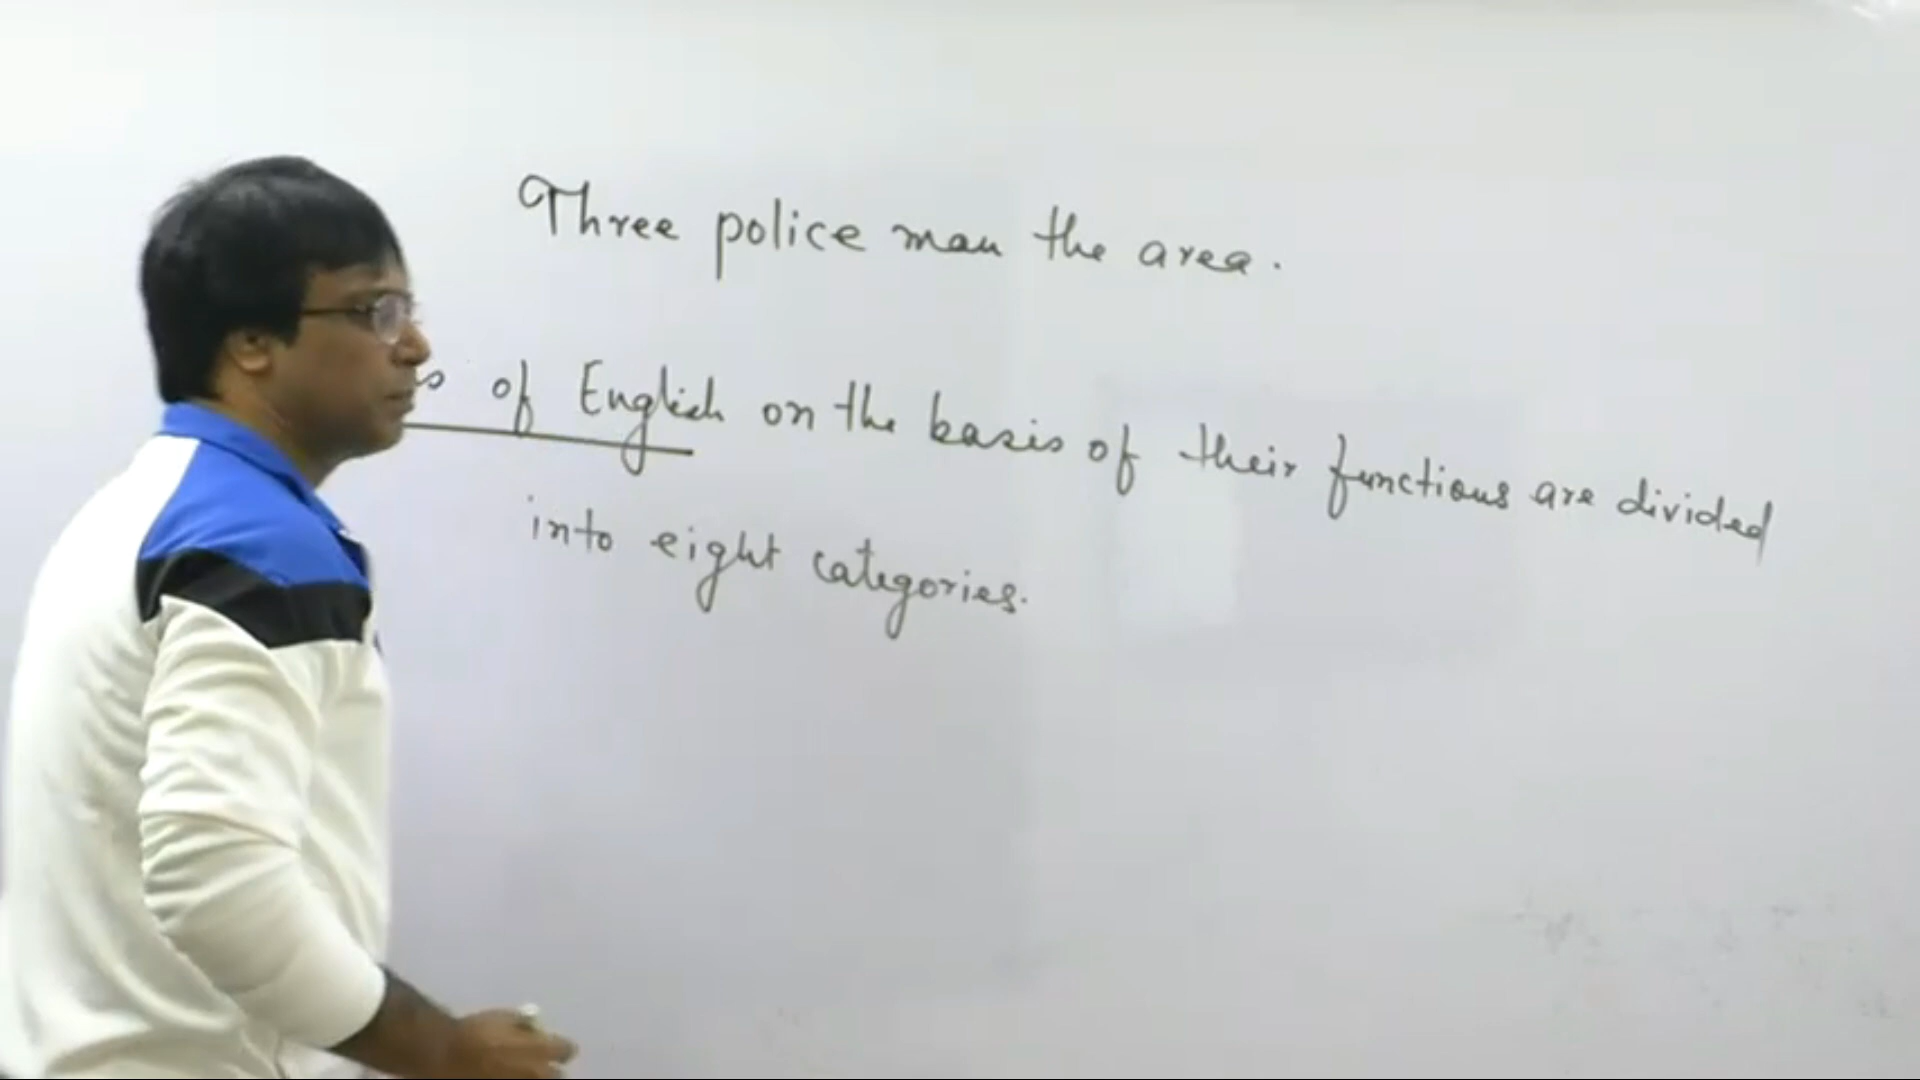 Three police man the area.
of English on the basis of their functions are divided
into eight categories.